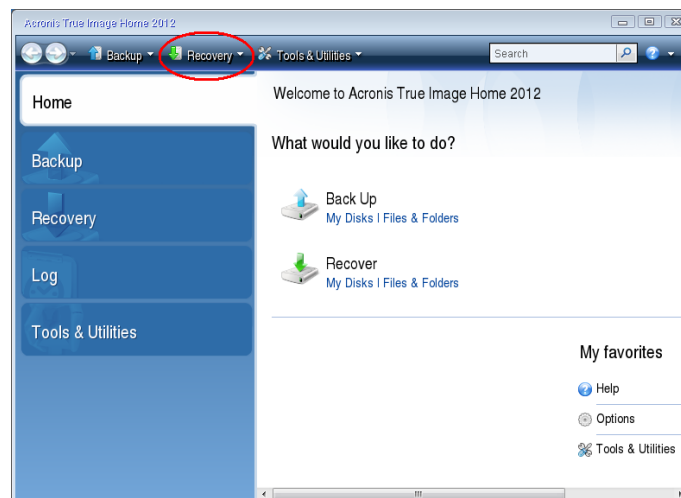 Acronis True Image Home 2012
Backup Recovery Tools & Utilities Search
Home
Backup
Recovery
Log
Tools & Utilities
Welcome to Acronis True Image Home 2012
What would you like to do?
Back Up
My Disks | Files & Folders
Recover
My Disks | Files & Folders
My favorites
Help
Options
Tools & Utilities